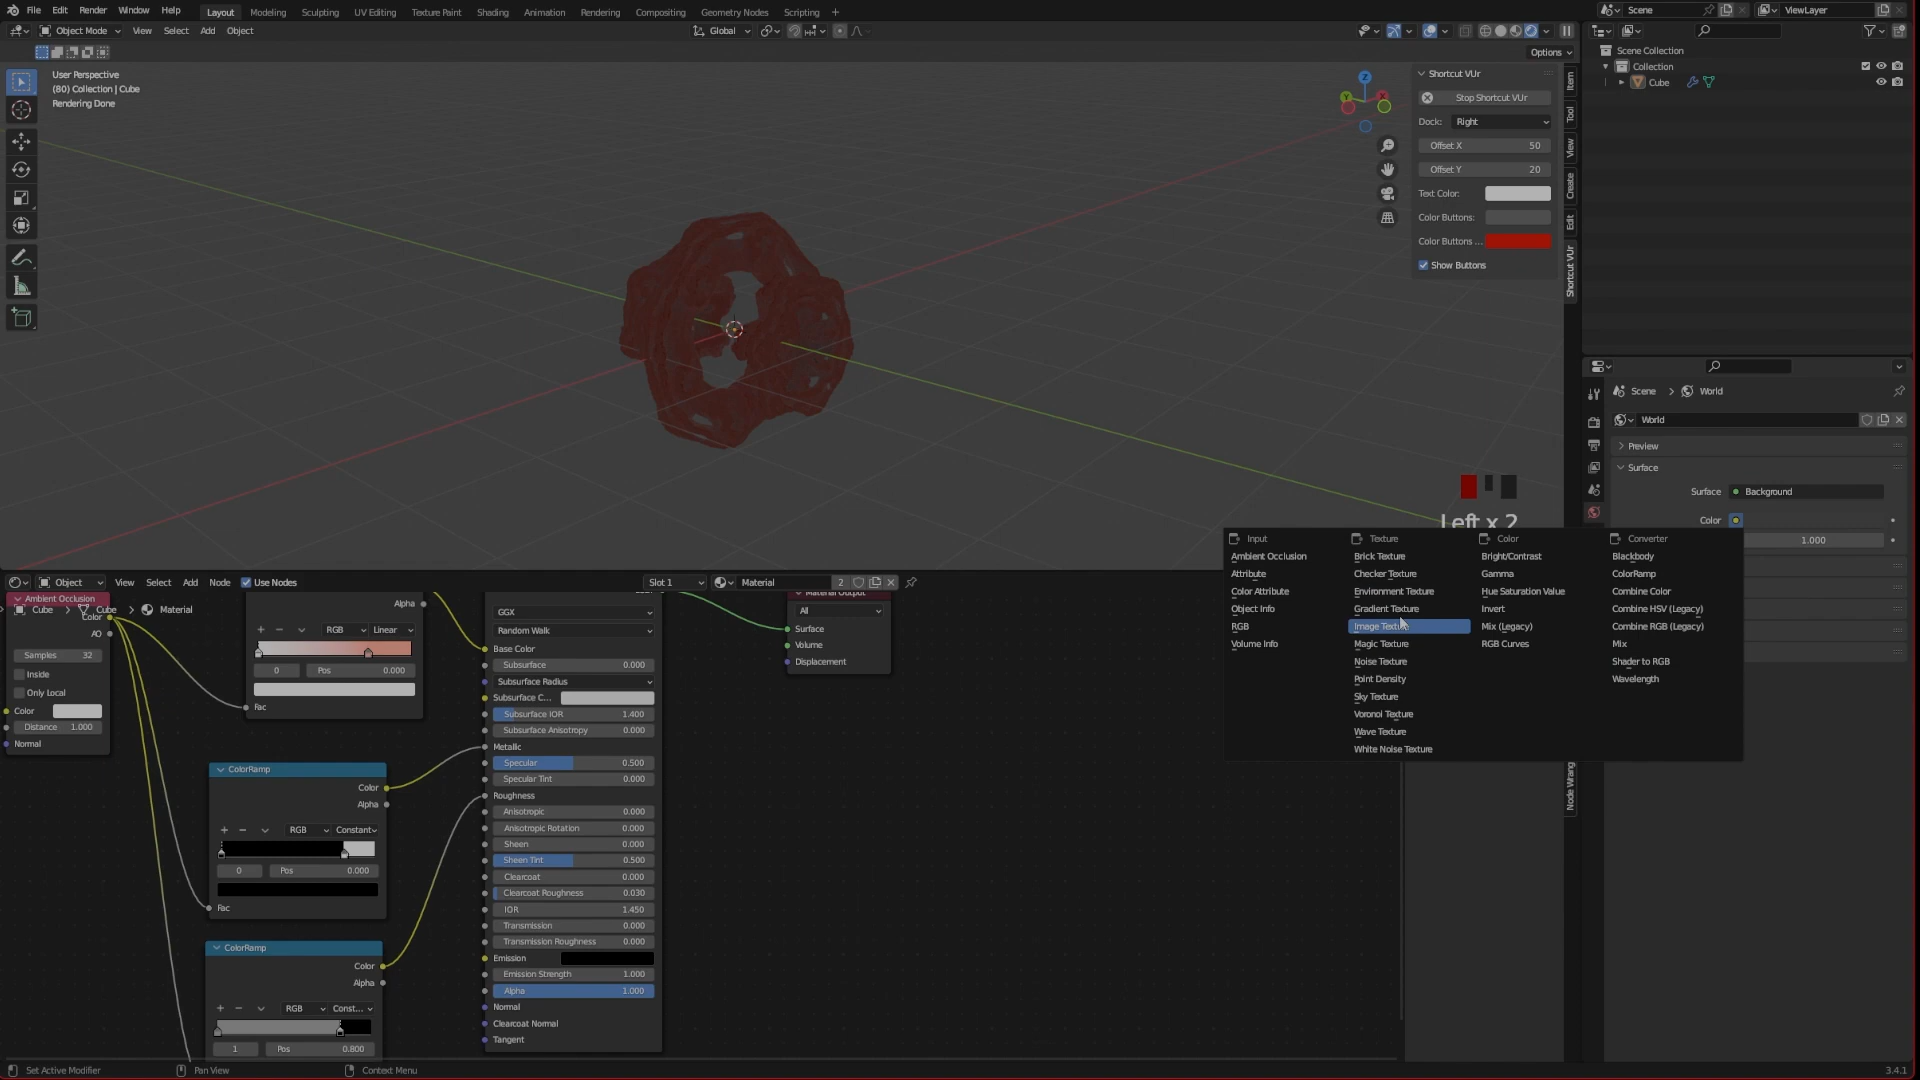 File Edit Render Window Help Layout Modeling Sculpting UV Editing Texture Paint Shading Animation Rendering Compositing Geometry Nodes Scripting + Scene ViewLayer
Object Mode View Select Add Object Global
Options
User Perspective
(80) Collection | Cube
Rendering Done
Shortcut VUr
Stop Shortcut VUr
Dock: Right
Offset X 50
Offset Y 20
Text Color:
Color Buttons:
Color Buttons ...
Show Buttons
Item
Tool
View
Create
Edit
Shortcut VUr
Z
Y
X
Scene Collection
Collection
Cube
Scene > World
World
Preview
Surface
Surface Background
Color
1.000
Left x 2
Input
Ambient Occlusion
Attribute
Color Attribute
Object Info
RGB
Volume Info
Texture
Brick Texture
Checker Texture
Environment Texture
Gradient Texture
Image Textu
Magic Texture
Noise Texture
Point Density
Sky Texture
Voronoi Texture
Wave Texture
White Noise Texture
Color
Bright/Contrast
Gamma
Hue Saturation Value
Invert
Mix (Legacy)
RGB Curves
Converter
Blackbody
ColorRamp
Combine Color
Combine HSV (Legacy)
Combine RGB (Legacy)
Mix
Shader to RGB
Wavelength
Object View Select Add Node Use Nodes Slot 1 Material 2
Ambient Occlusion
Cube > Cube > Material
Color
AO
Samples 32
Inside
Only Local
Color
Distance 1.000
Normal
Alpha
RGB Linear
0 Pos 0.000
Fac
ColorRamp
Color
Alpha
RGB Constant
0 Pos 0.000
Fac
ColorRamp
Color
Alpha
RGB Const...
1 Pos 0.800
GGX
Random Walk
Base Color
Subsurface 0.000
Subsurface Radius
Subsurface C...
Subsurface IOR 1.400
Subsurface Anisotropy 0.000
Metallic
Specular 0.500
Specular Tint 0.000
Roughness
Anisotropic 0.000
Anisotropic Rotation 0.000
Sheen 0.000
Sheen Tint 0.500
Clearcoat 0.000
Clearcoat Roughness 0.030
IOR 1.450
Transmission 0.000
Transmission Roughness 0.000
Emission
Emission Strength 1.000
Alpha 1.000
Normal
Clearcoat Normal
Tangent
Material Output
All
Surface
Volume
Displacement
Node Wrang
Set Active Modifier Pan View Context Menu 3.4.1